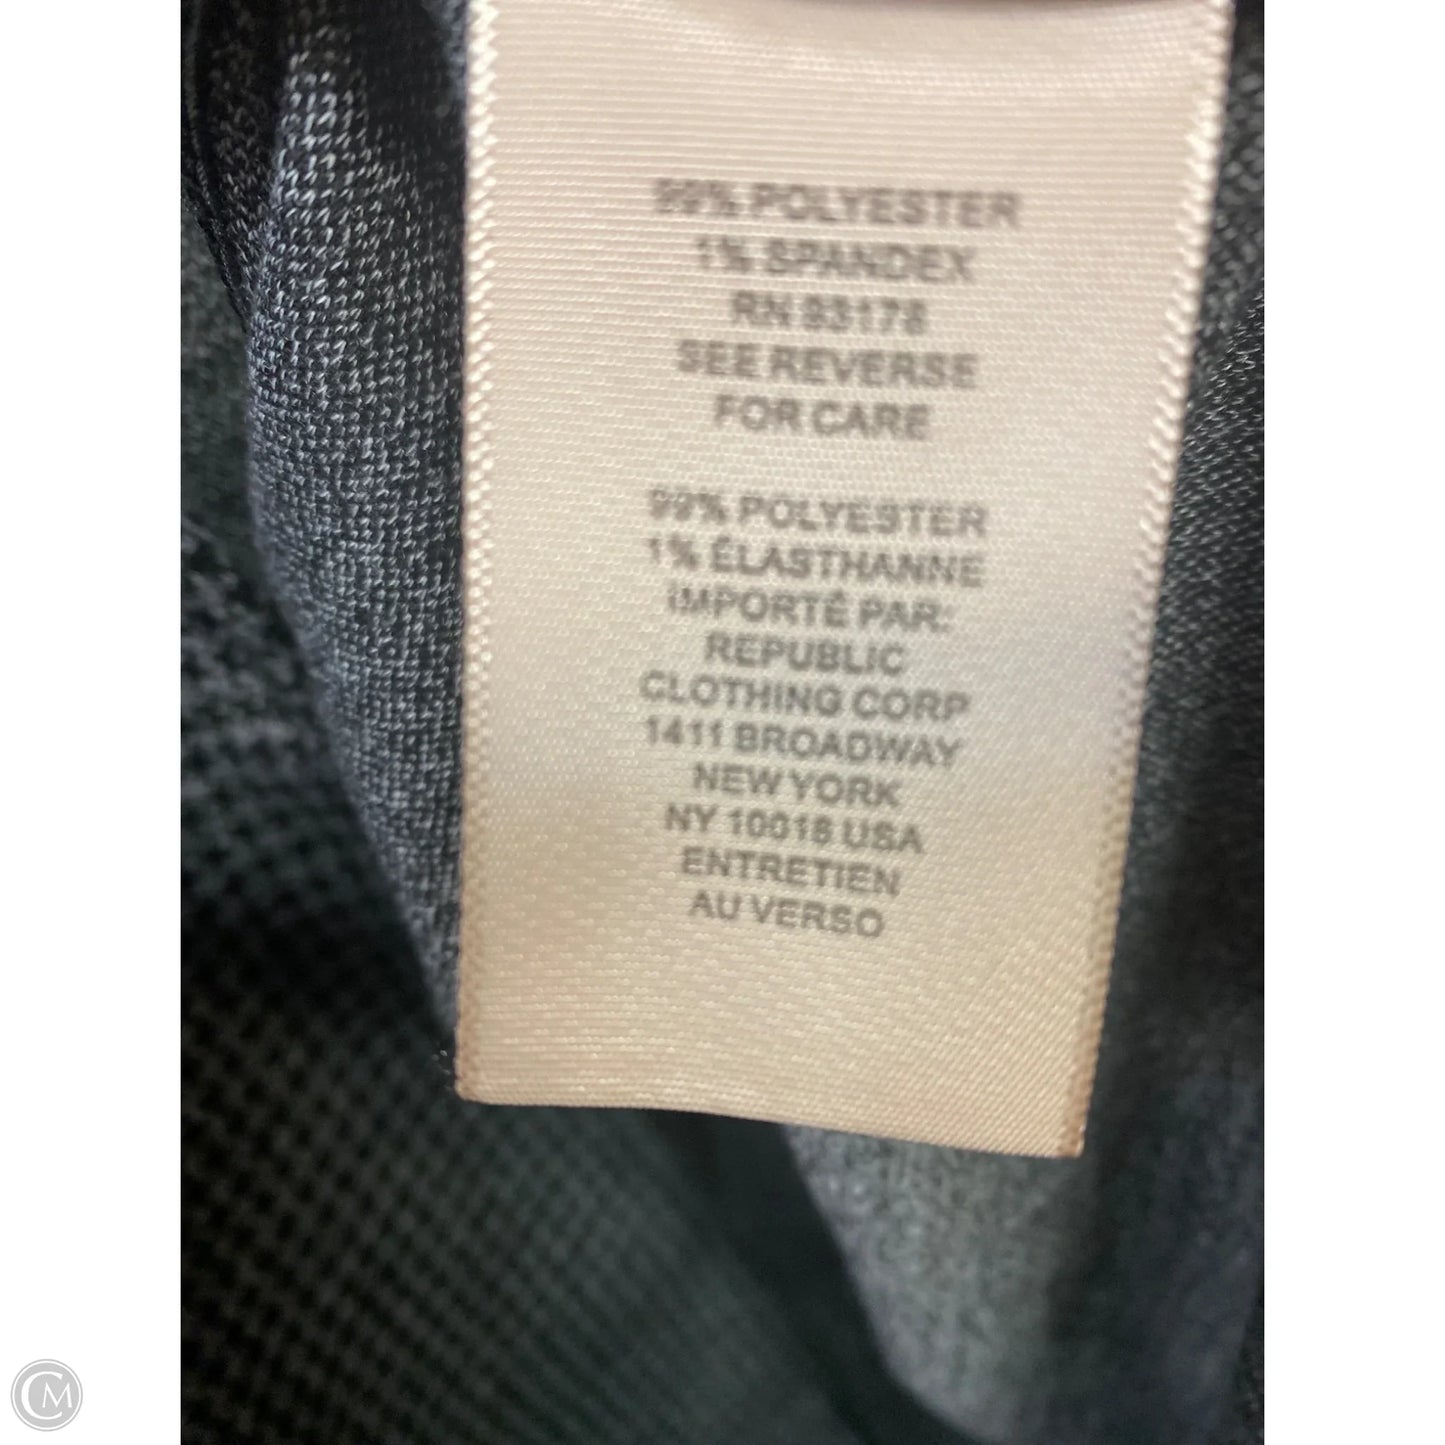 99% POLYESTER
1% SPANDEX
RN 93178
SEE REVERSE
FOR CARE
99% POLYESTER
1% ÉLASTHANNE
IMPORTÉ PAR:
REPUBLIC
CLOTHING CORP
1411 BROADWAY
NEW YORK
NY 10018 USA
ENTRETIEN
AU VERSO
CM